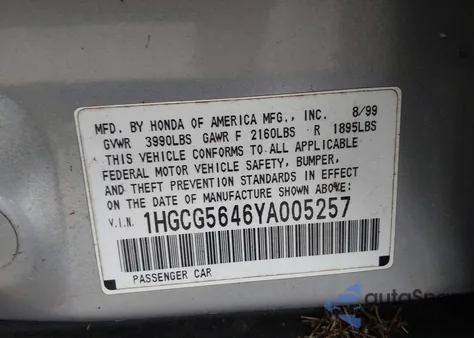 MFD. BY HONDA OF AMERICA MFG., INC. 8/99
GVWR 3990LBS GAWR F 2160LBS R 1895LBS
THIS VEHICLE CONFORMS TO ALL APPLICABLE
FEDERAL MOTOR VEHICLE SAFETY, BUMPER,
AND THEFT PREVENTION STANDARDS IN EFFECT
ON THE DATE OF MANUFACTURE SHOWN ABOVE:
V.I.N. 1HGCG5646YA005257
PASSENGER CAR